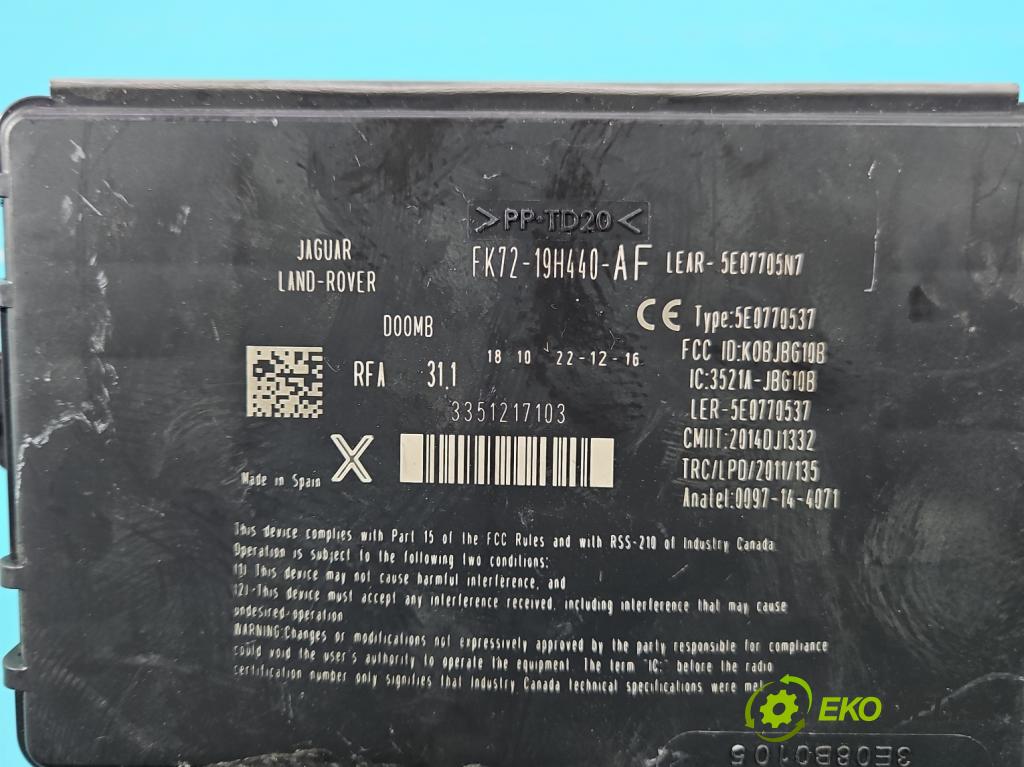 >PP-TD20<
JAGUAR
LAND-ROVER
FK72-19H440-AF LEAR- 5E07705N7
D00MB
CE Type:5E0770537
18 10 22-12-16
FCC ID:KOBJBG10B
RFA 31.1
IC:3521A-JBG10B
3351217103
LER-5E0770537
CMIIT:2014DJ1332
X
TRC/LPD/2011/135
Made in Spain
Anatel:0097-14-4071
This device complies with Part 15 of the FCC Rules and with RSS-210 of Industry Canada
Operation is subject to the following two conditions:
(1) This device may not cause harmful interference, and
(2)-This device must accept any interference received, including interference that may cause
undesired-operation
WARNING:Changes or modifications not expressively approved by the party responsible for compliance
could void the user's authority to operate the equipment. The term "IC:" before the radio
certification number only signifies that Industry Canada technical specifications were met
EKO
3E08B0105